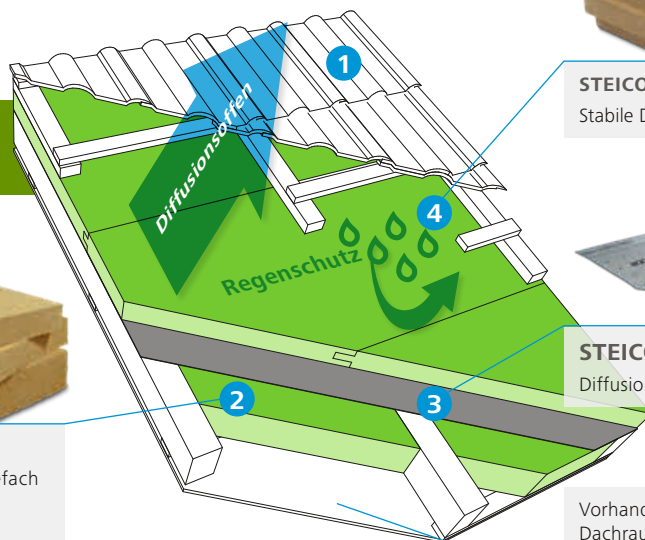 1
STEICO
Stabile D
Diffusionsoffen
4
Regenschutz
STEICO
Diffusio
2
3
fach
Vorhand
Dachrau